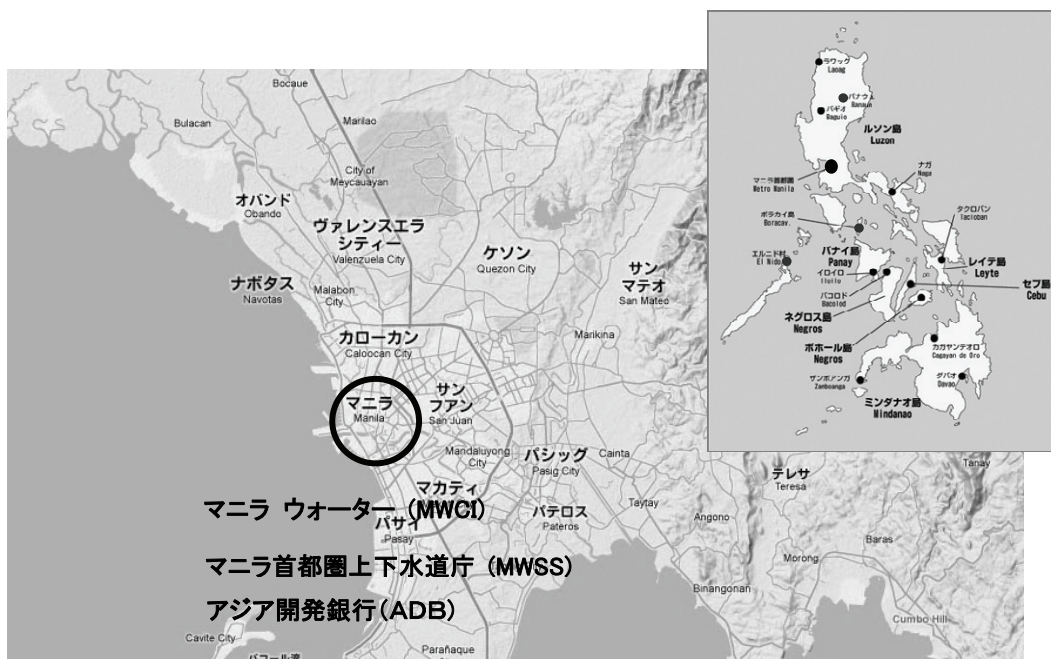 Bocaue
Bulacan
Marilao
City of
Meycauayan
オバンド
Obando
ヴァレンスエラ
シティー
Valenzuela City
ケソン
Quezon City
サン
マテオ
San Mateo
ナボタス
Navotas
Malabon
City
カローカン
Caloocan City
Marikina
マニラ
Manila
サン
フアン
San Juan
Mandaluyong
City
パシッグ
Pasig City
Cainta
マカティ
パサイ
Pasay
パテロス
Pateros
Taytay
Angono
テレサ
Teresa
Tanay
Baras
Morong
Binangonan
Cumbo Hill
Cavite City
バコール湾
Parañaque
マニラ ウォーター (MWCI)
マニラ首都圏上下水道庁 (MWSS)
アジア開発銀行(ADB)
ラワッグ
Laoag
バナウェ
Banaue
バギオ
Baguio
ルソン島
Luzon
マニラ首都圏
Metro Manila
ナガ
Naga
ボラカイ島
Boracay.
タクロバン
Tacloban
エルニド村
El Nido
パナイ島
Panay
イロイロ
Iloilo
レイテ島
Leyte
セブ島
Cebu
バコロド
Bacolod
ネグロス島
Negros
ボホール島
Negros
カガヤンデオロ
Cagayan de Oro
ザンボアンガ
Zamboanga
ダバオ
Davao
ミンダナオ島
Mindanao